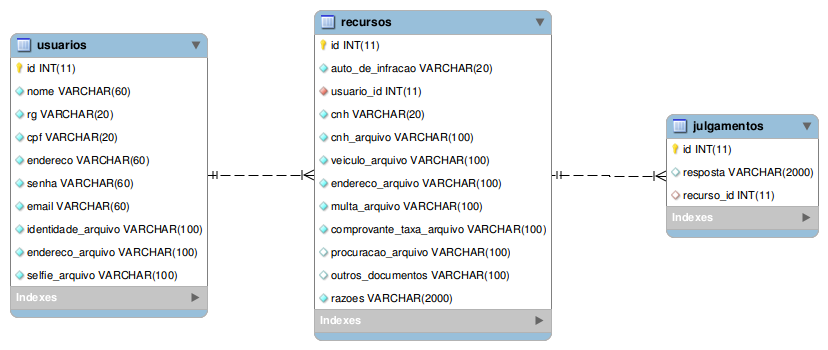 usuarios
id INT(11)
nome VARCHAR(60)
rg VARCHAR(20)
cpf VARCHAR(20)
endereco VARCHAR(60)
senha VARCHAR(60)
email VARCHAR(60)
identidade_arquivo VARCHAR(100)
endereco_arquivo VARCHAR(100)
selfie_arquivo VARCHAR(100)
Indexes
recursos
id INT(11)
auto_de_infracao VARCHAR(20)
usuario_id INT(11)
cnh VARCHAR(20)
cnh_arquivo VARCHAR(100)
veiculo_arquivo VARCHAR(100)
endereco_arquivo VARCHAR(100)
multa_arquivo VARCHAR(100)
comprovante_taxa_arquivo VARCHAR(100)
procuracao_arquivo VARCHAR(100)
outros_documentos VARCHAR(100)
razoes VARCHAR(2000)
Indexes
julgamentos
id INT(11)
resposta VARCHAR(2000)
recurso_id INT(11)
Indexes